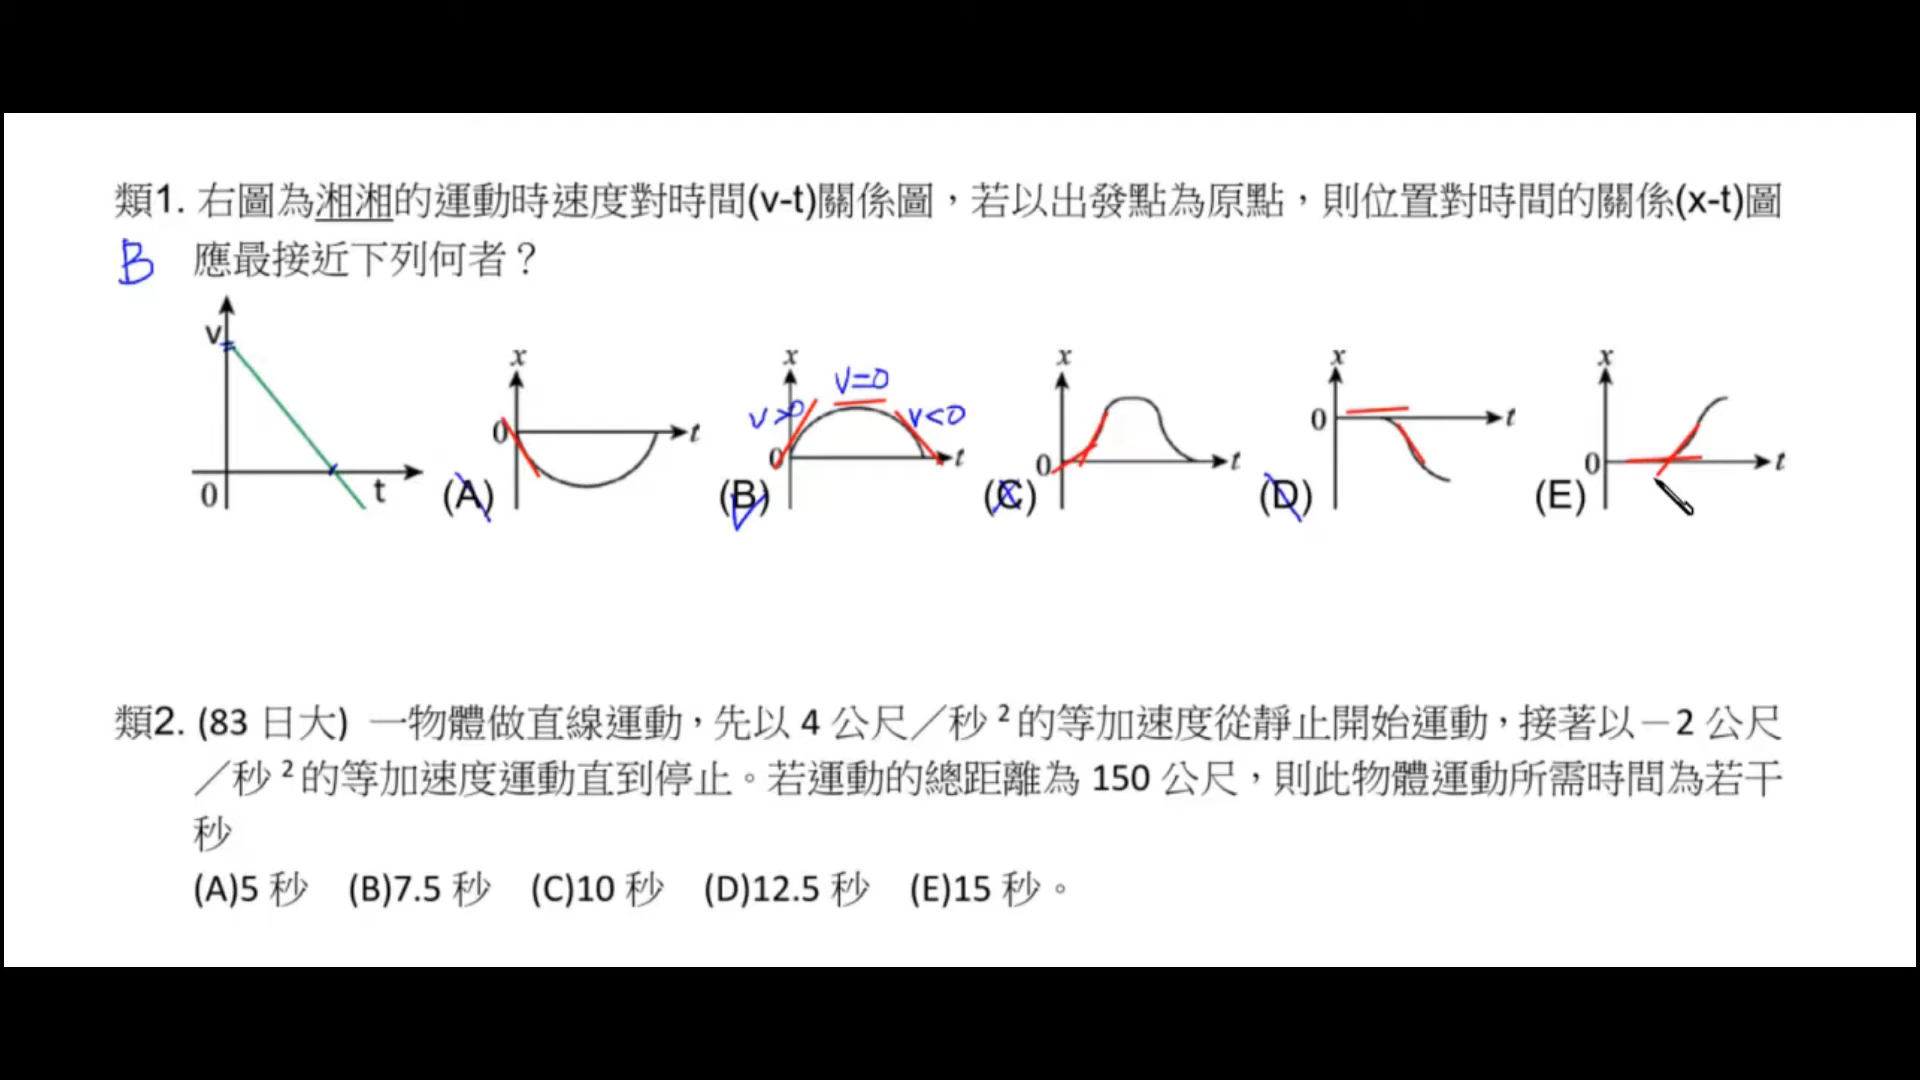 類1. 右圖為湘湘的運動時速度對時間(v-t)關係圖，若以出發點為原點，則位置對時間的關係(x-t)圖
B 應最接近下列何者？
v
0
t
(A)
x
0
t
(B)
x
0
t
v>0
v=0
v<0
(C)
x
0
t
(D)
x
0
t
(E)
x
0
t
類2. (83 日大) 一物體做直線運動，先以 4 公尺／秒²的等加速度從靜止開始運動，接著以－2 公尺
／秒²的等加速度運動直到停止。若運動的總距離為 150 公尺，則此物體運動所需時間為若干
秒
(A)5 秒 (B)7.5 秒 (C)10 秒 (D)12.5 秒 (E)15 秒。